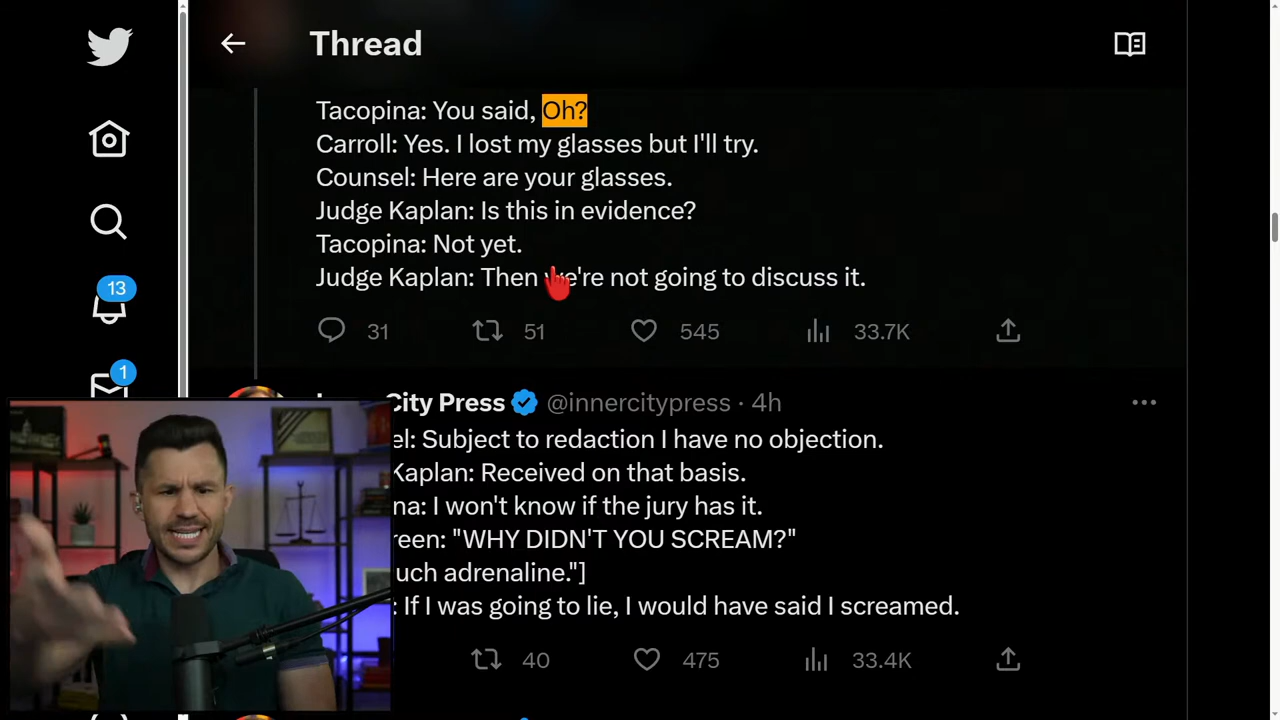 Thread
Tacopina: You said, Oh?
Carroll: Yes. I lost my glasses but I'll try.
Counsel: Here are your glasses.
Judge Kaplan: Is this in evidence?
13
Tacopina: Not yet.
Judge Kaplan: Then we're not going to discuss it.
31 51 545 33.7K
1
City Press @innercitypress · 4h
el: Subject to redaction I have no objection.
Kaplan: Received on that basis.
na: I won't know if the jury has it.
reen: "WHY DIDN'T YOU SCREAM?"
uch adrenaline."]
: If I was going to lie, I would have said I screamed.
40 475 33.4K